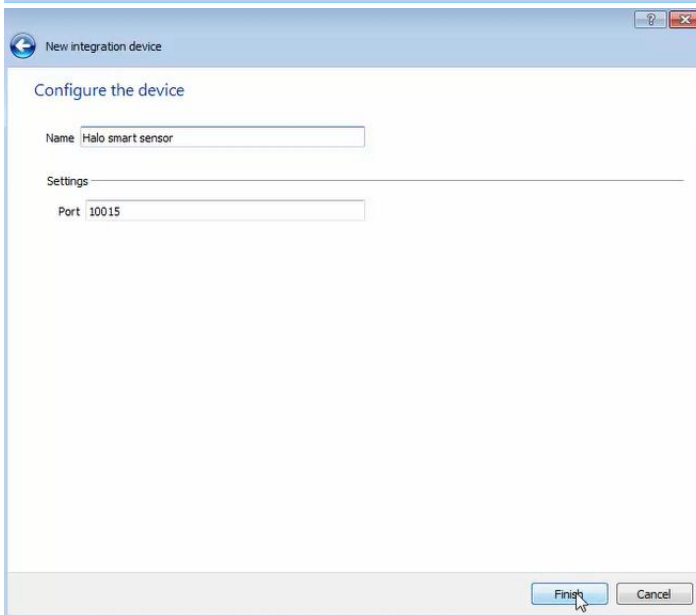 New integration device
Configure the device
Name Halo smart sensor
Settings
Port 10015
Finish Cancel